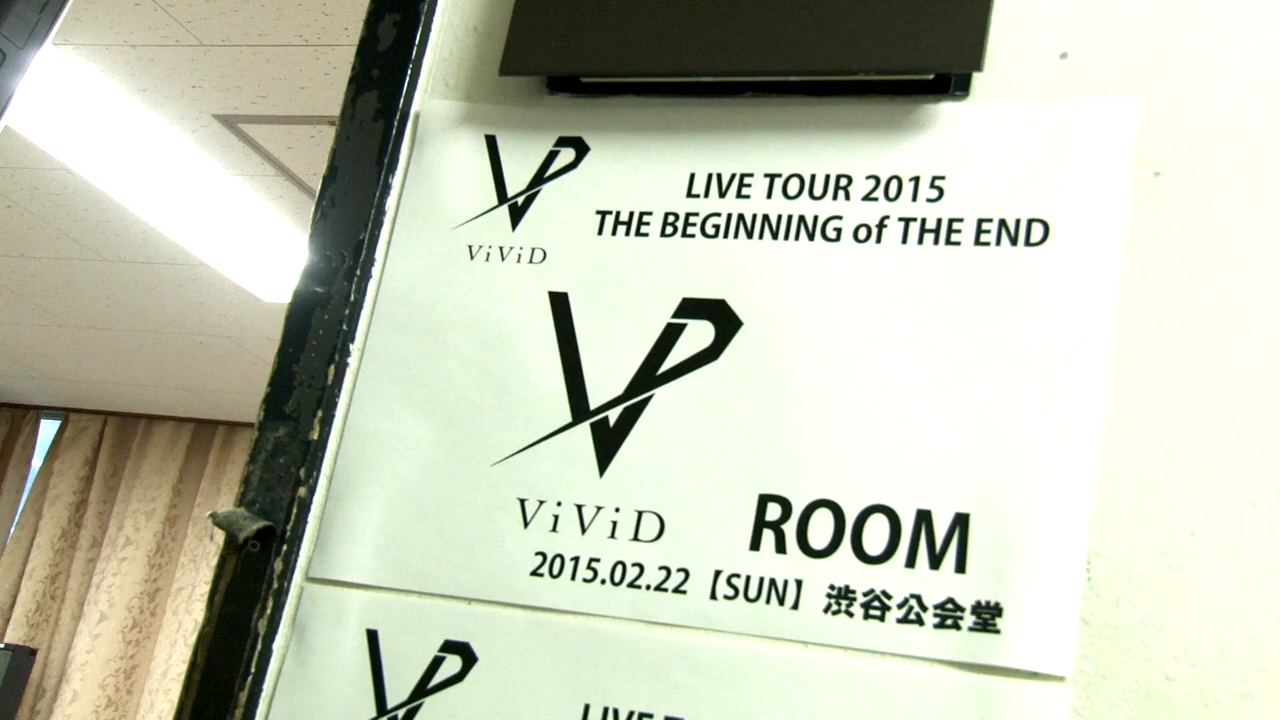 LIVE TOUR 2015
THE BEGINNING of THE END
ViViD
ViViD ROOM
2015.02.22【SUN】渋谷公会堂